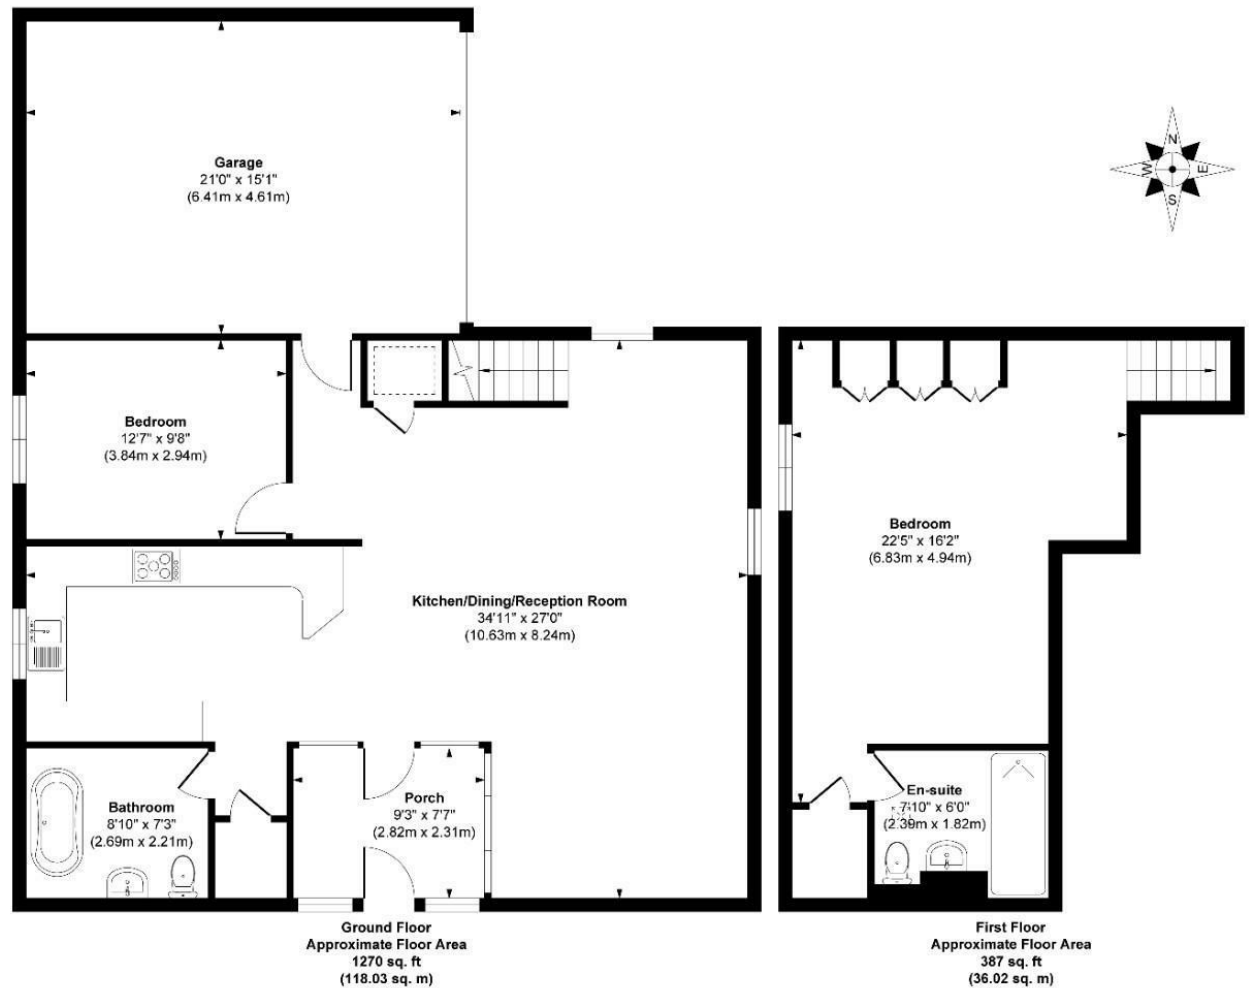 Garage
21'0" x 15'1"
(6.41m x 4.61m)
N
W
E
S
Bedroom
12'7" x 9'8"
(3.84m x 2.94m)
Bedroom
22'5" x 16'2"
(6.83m x 4.94m)
Kitchen/Dining/Reception Room
34'11" x 27'0"
(10.63m x 8.24m)
Bathroom
8'10" x 7'3"
(2.69m x 2.21m)
Porch
9'3" x 7'7"
(2.82m x 2.31m)
En-suite
7'10" x 6'0"
(2.39m x 1.82m)
Ground Floor
Approximate Floor Area
1270 sq. ft
(118.03 sq. m)
First Floor
Approximate Floor Area
387 sq. ft
(36.02 sq. m)